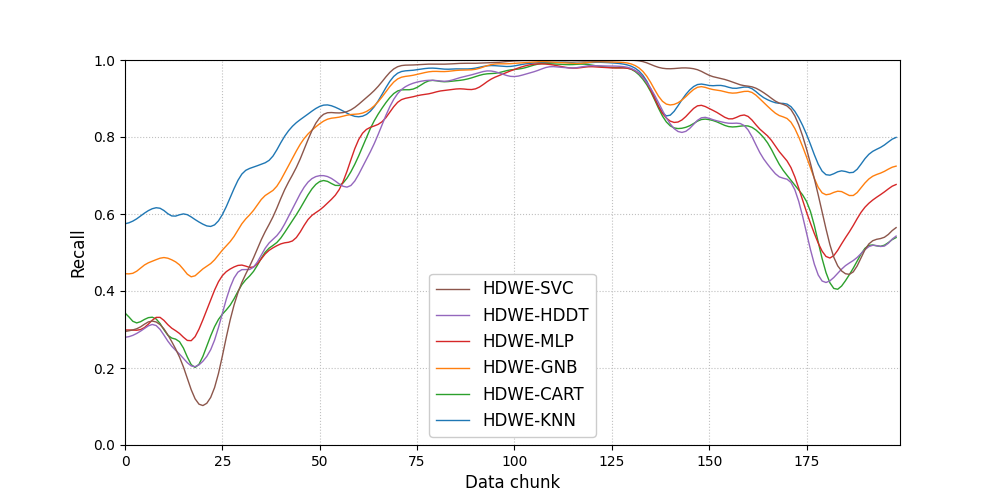 1.0
0.8
0.6
0.4
0.2
0.0
Recall
HDWE-SVC
HDWE-HDDT
HDWE-MLP
HDWE-GNB
HDWE-CART
HDWE-KNN
0 25 50 75 100 125 150 175
Data chunk